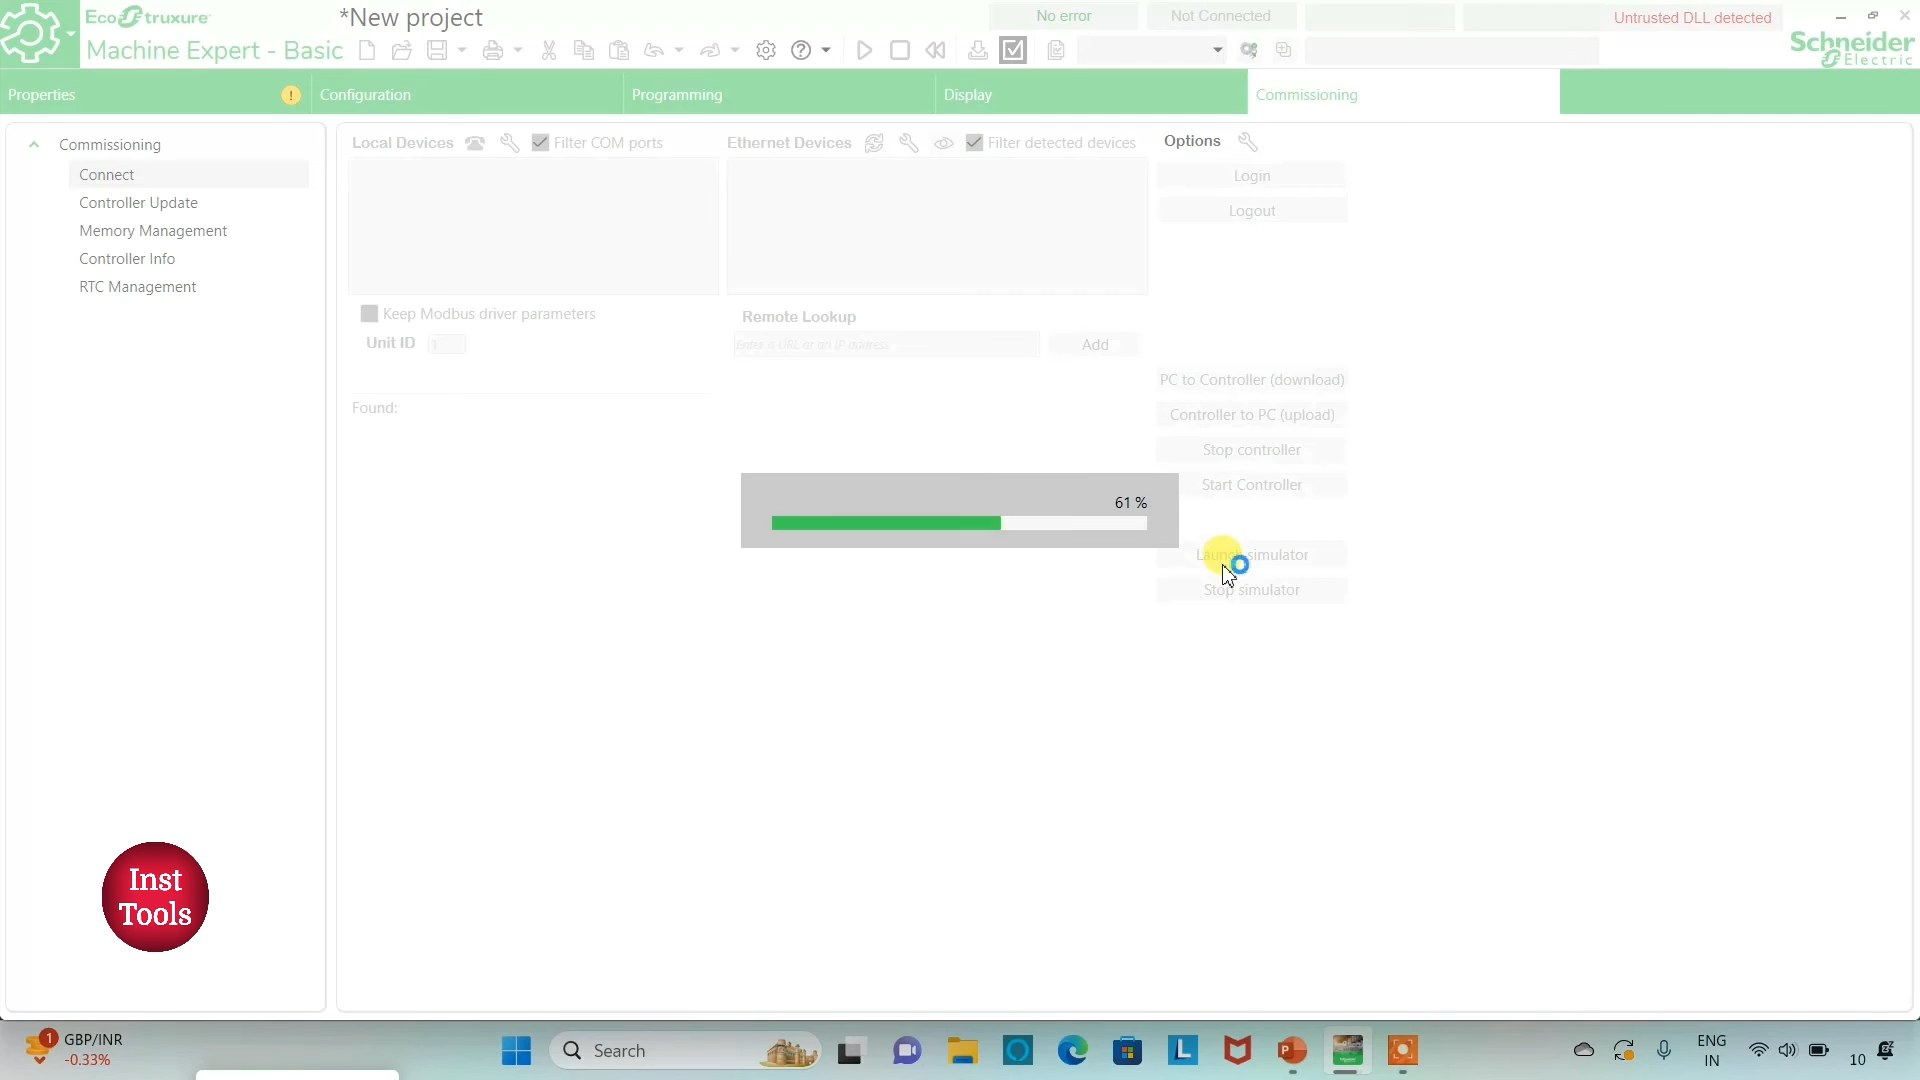 EcoStruxure
*New project
No error
Not Connected
Untrusted DLL detected
Machine Expert - Basic
Schneider
Electric
Properties
Configuration
Programming
Display
Commissioning
Commissioning
Connect
Controller Update
Memory Management
Controller Info
RTC Management
Local Devices
Filter COM ports
Ethernet Devices
Filter detected devices
Options
Login
Logout
Keep Modbus driver parameters
Unit ID
1
Remote Lookup
Enter a URL or an IP address
Add
Found:
PC to Controller (download)
Controller to PC (upload)
Stop controller
Start Controller
61 %
Launch simulator
Stop simulator
Inst
Tools
1
GBP/INR
-0.33%
Search
ENG
IN
10